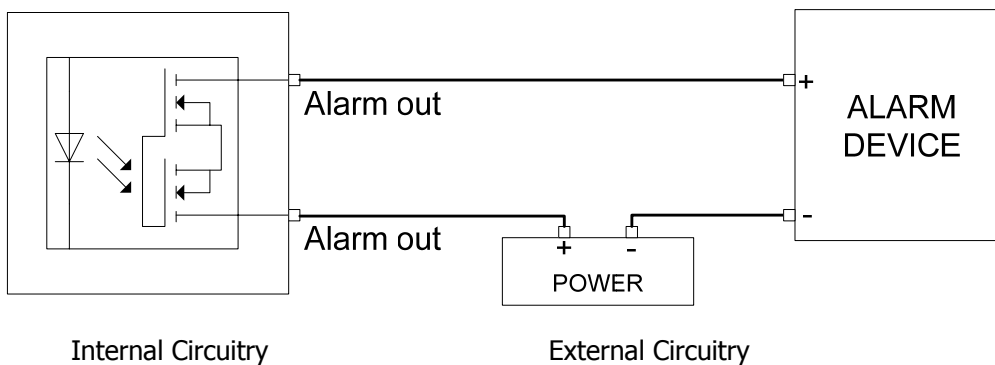 Alarm out
+
ALARM
DEVICE
Alarm out
-
+ -
POWER
Internal Circuitry
External Circuitry